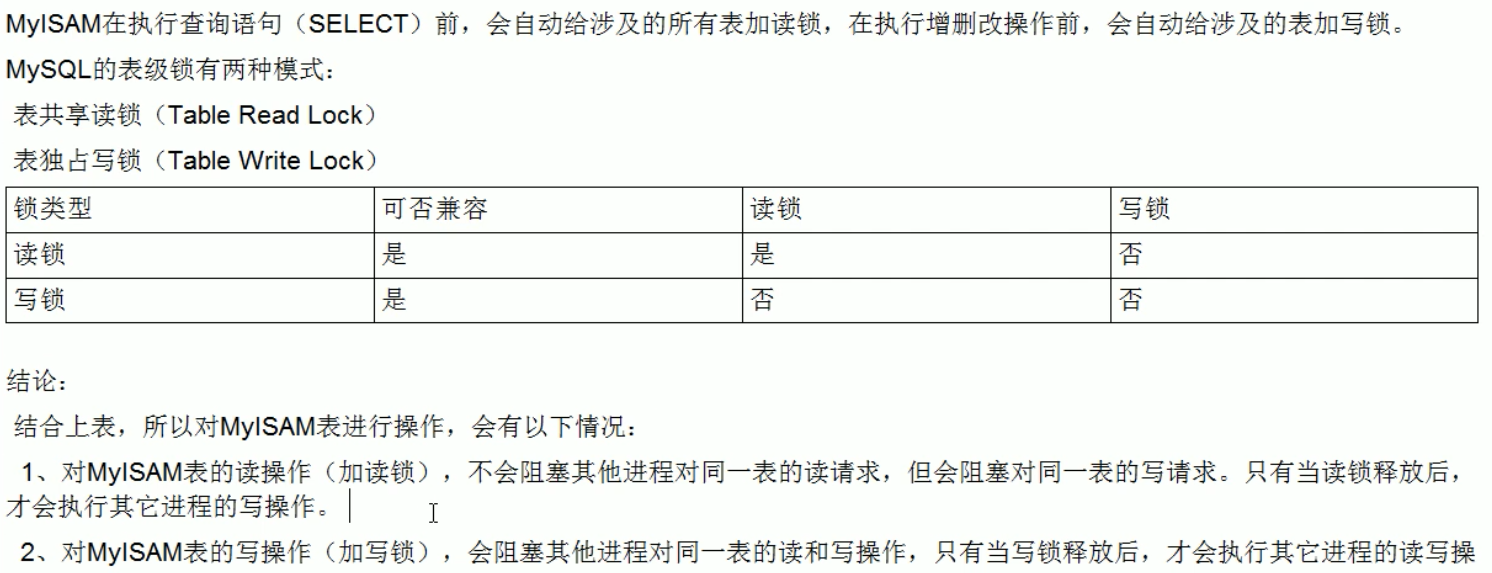 MyISAM在执行查询语句（SELECT）前，会自动给涉及的所有表加读锁，在执行增删改操作前，会自动给涉及的表加写锁。
MySQL的表级锁有两种模式：
表共享读锁（Table Read Lock）
表独占写锁（Table Write Lock）
锁类型 可否兼容 读锁 写锁
读锁 是 是 否
写锁 是 否 否
结论：
结合上表，所以对MyISAM表进行操作，会有以下情况：
1、对MyISAM表的读操作（加读锁），不会阻塞其他进程对同一表的读请求，但会阻塞对同一表的写请求。只有当读锁释放后，
才会执行其它进程的写操作。
2、对MyISAM表的写操作（加写锁），会阻塞其他进程对同一表的读和写操作，只有当写锁释放后，才会执行其它进程的读写操